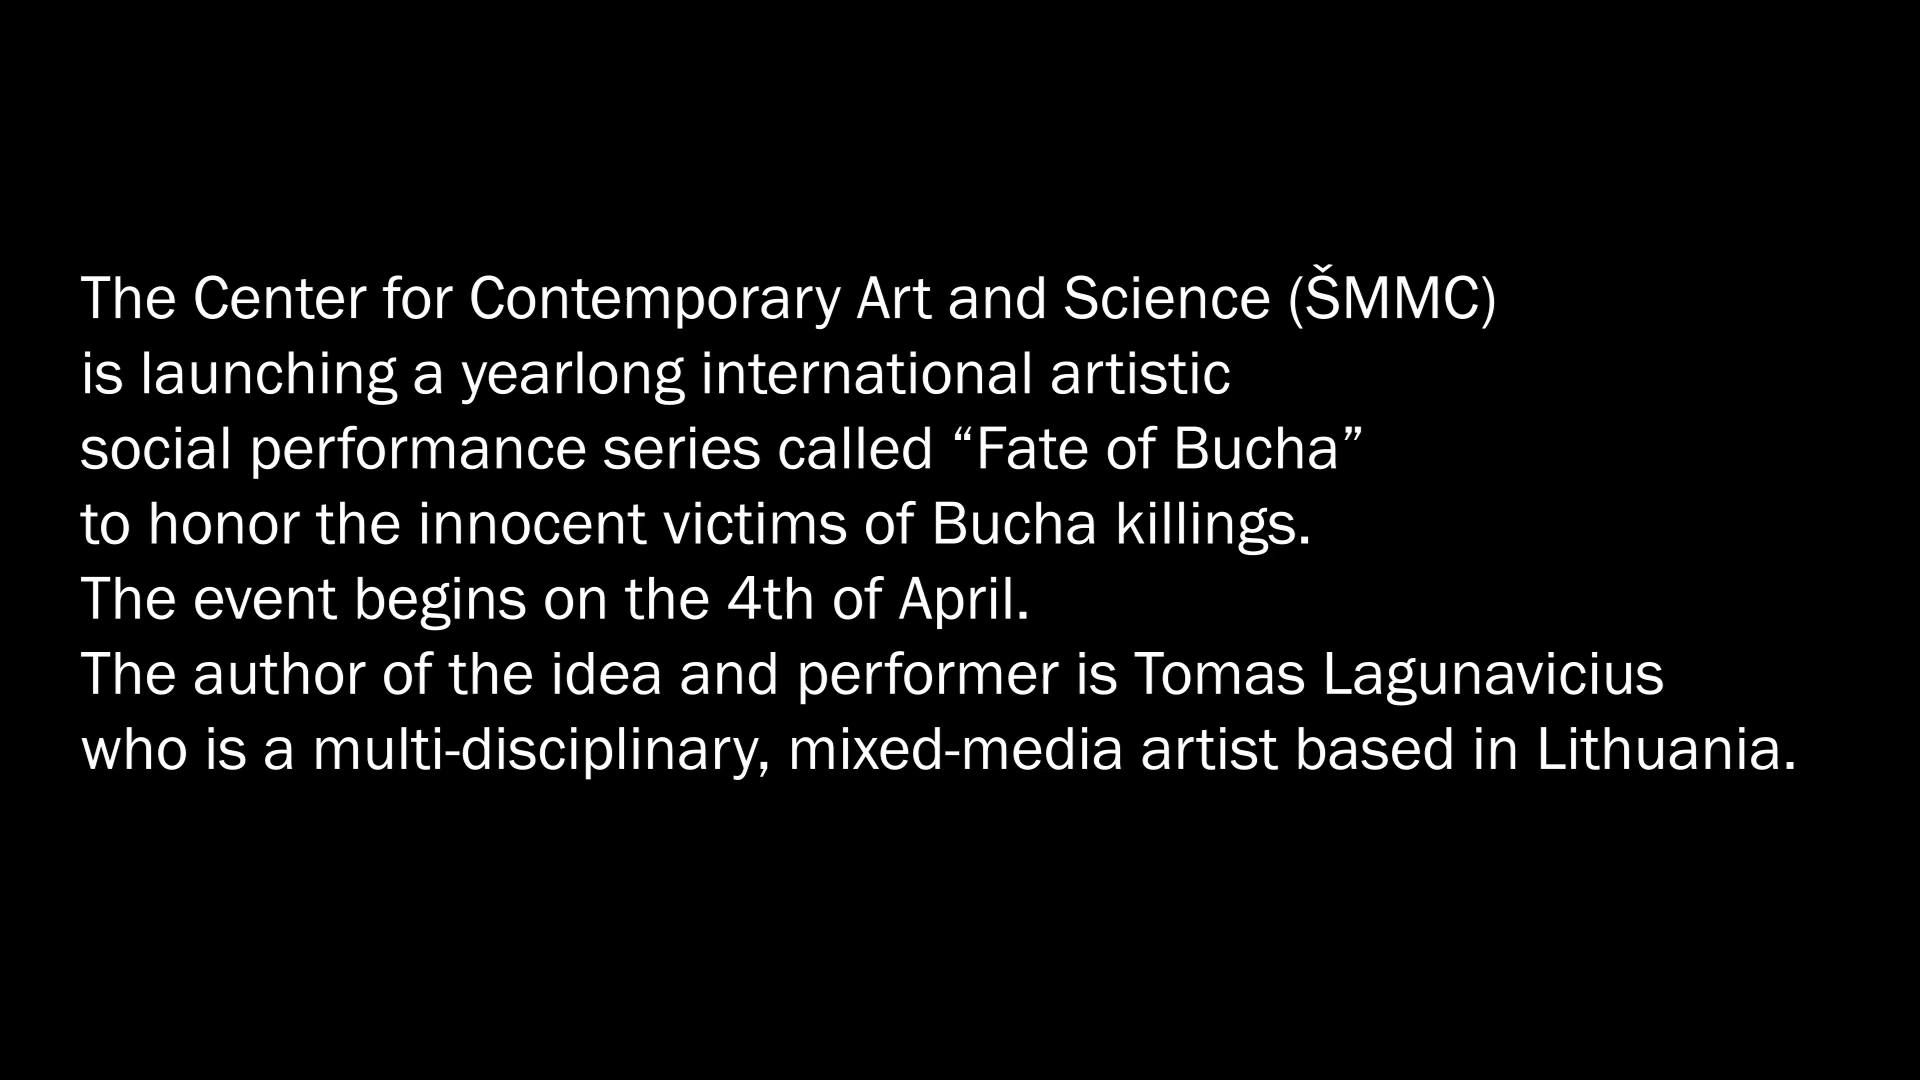 The Center for Contemporary Art and Science (ŠMMC)
is launching a yearlong international artistic
social performance series called “Fate of Bucha”
to honor the innocent victims of Bucha killings.
The event begins on the 4th of April.
The author of the idea and performer is Tomas Lagunavicius
who is a multi-disciplinary, mixed-media artist based in Lithuania.